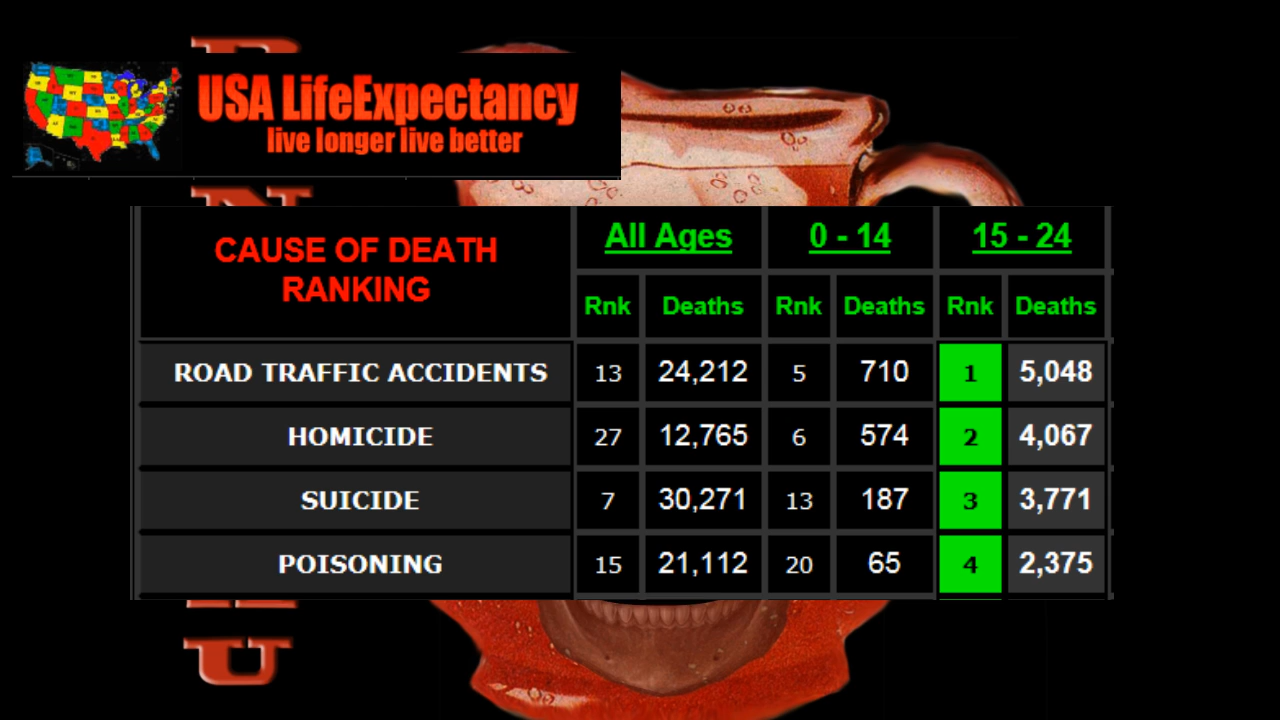 USA LifeExpectancy
live longer live better
CAUSE OF DEATH RANKING All Ages 0 - 14 15 - 24
Rnk Deaths Rnk Deaths Rnk Deaths
ROAD TRAFFIC ACCIDENTS 13 24,212 5 710 1 5,048
HOMICIDE 27 12,765 6 574 2 4,067
SUICIDE 7 30,271 13 187 3 3,771
POISONING 15 21,112 20 65 4 2,375
U